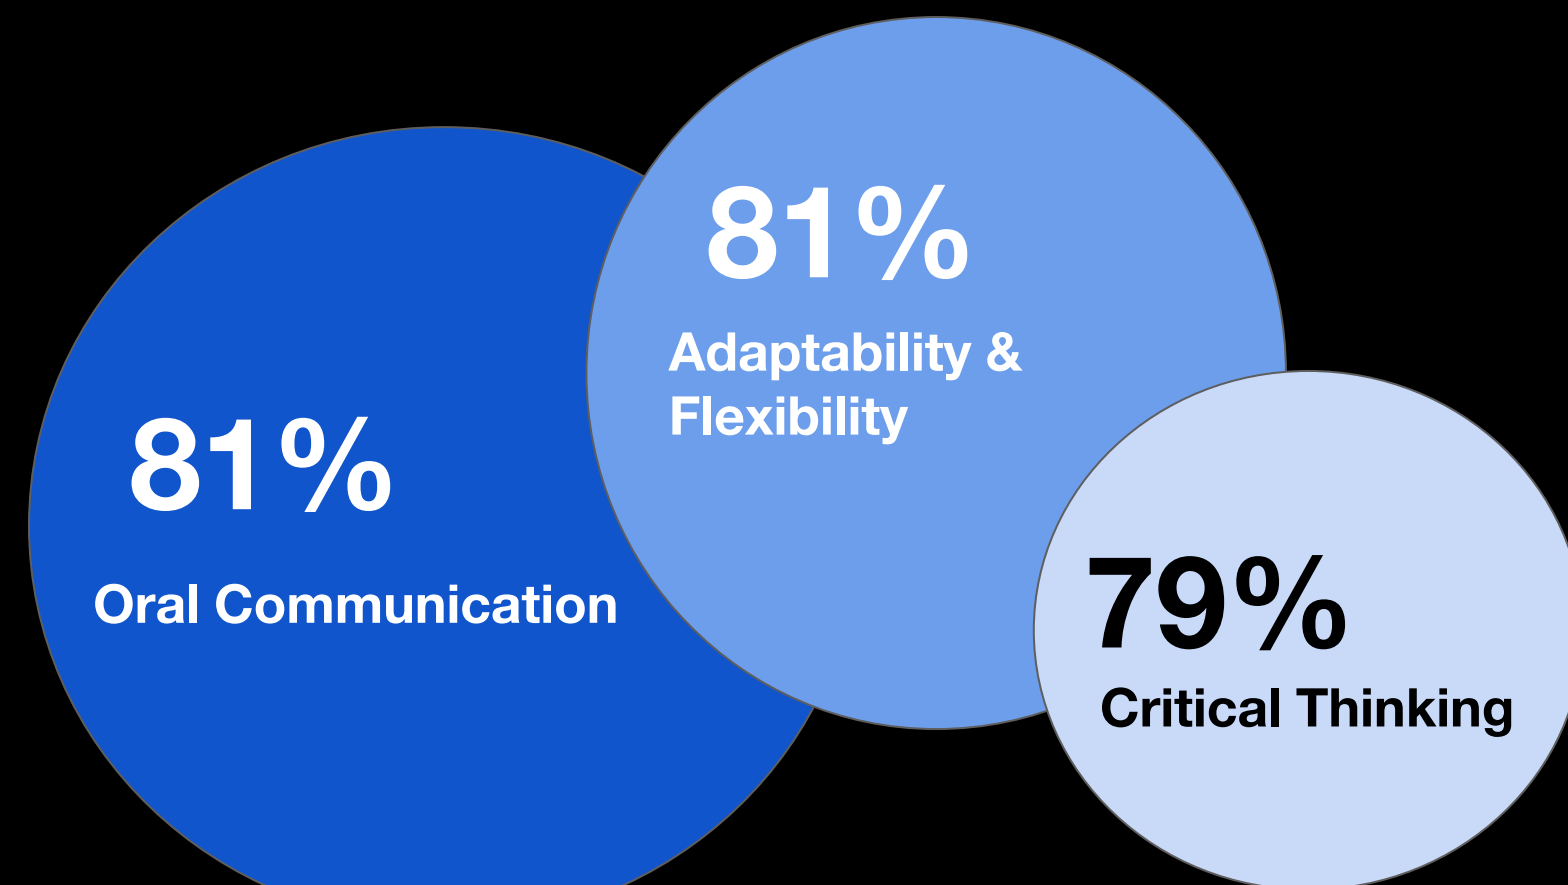 81%
Oral Communication
81%
Adaptability &
Flexibility
79%
Critical Thinking